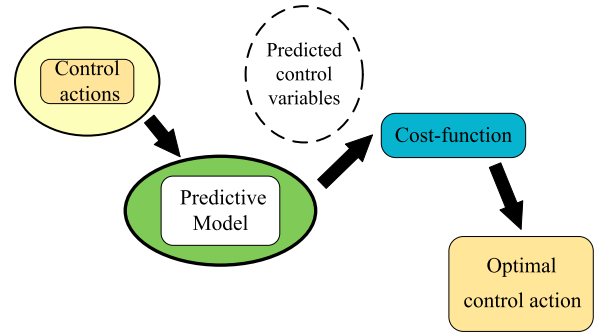 Control
actions
Predicted
control
variables
Cost-function
Predictive
Model
Optimal
control action